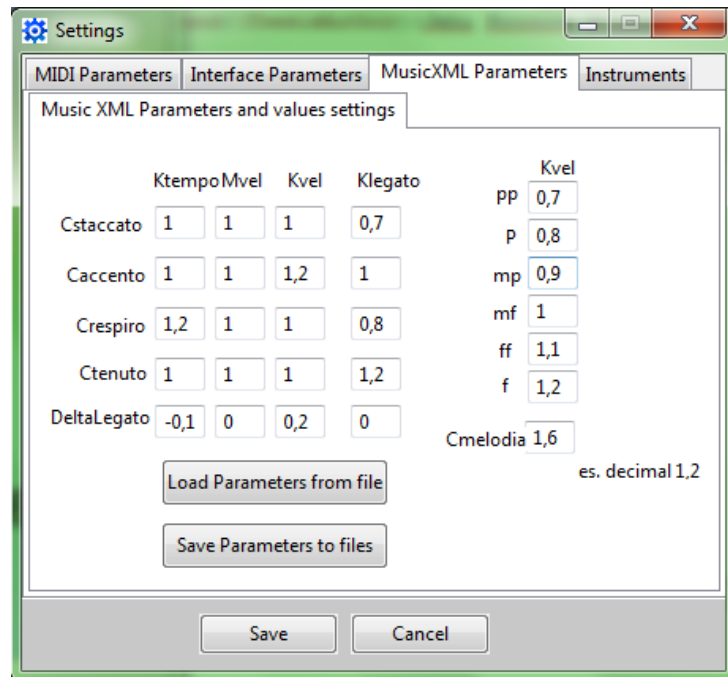 Settings
MIDI Parameters Interface Parameters MusicXML Parameters Instruments
Music XML Parameters and values settings
Ktempo Mvel Kvel Klegato
Cstaccato 1 1 1 0,7
Caccento 1 1 1,2 1
Crespiro 1,2 1 1 0,8
Ctenuto 1 1 1 1,2
DeltaLegato -0,1 0 0,2 0
Kvel
pp 0,7
p 0,8
mp 0,9
mf 1
ff 1,1
f 1,2
Cmelodia 1,6
es. decimal 1,2
Load Parameters from file
Save Parameters to files
Save Cancel